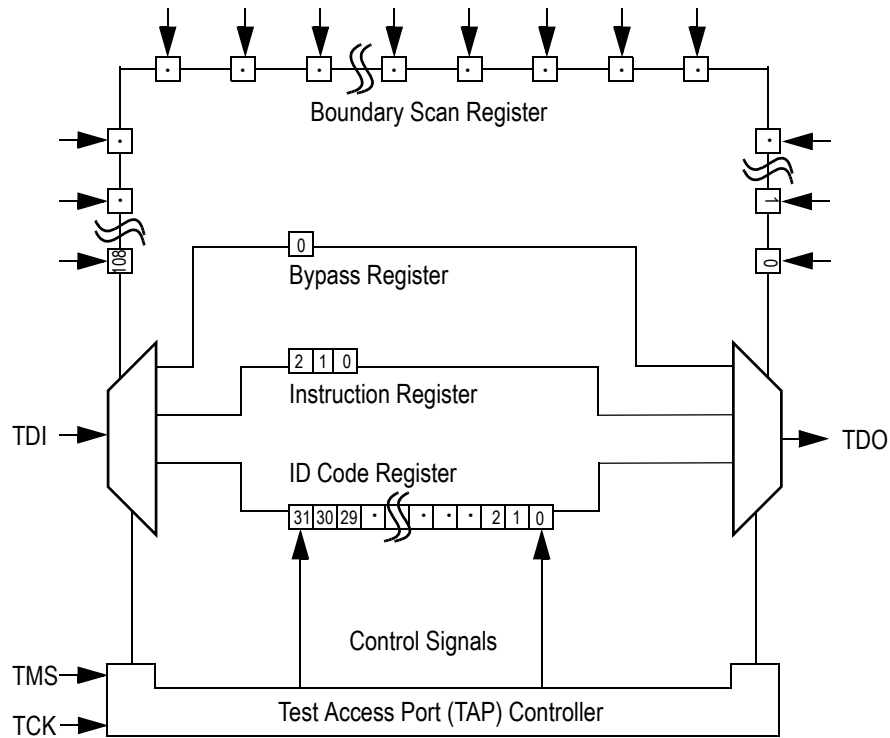 Boundary Scan Register
1
108
0
0
Bypass Register
2 1 0
Instruction Register
TDI
TDO
ID Code Register
31 30 29 · · · · 2 1 0
Control Signals
TMS
Test Access Port (TAP) Controller
TCK